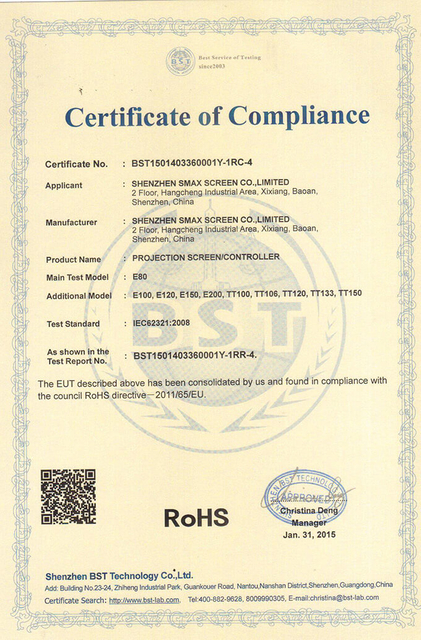 Best Service of Testing
BST
since2003
Certificate of Compliance
Certificate No. : BST1501403360001Y-1RC-4
Applicant : SHENZHEN SMAX SCREEN CO.,LIMITED
2 Floor, Hangcheng Industrial Area, Xixiang, Baoan,
Shenzhen, China
Manufacturer : SHENZHEN SMAX SCREEN CO.,LIMITED
2 Floor, Hangcheng Industrial Area, Xixiang, Baoan,
Shenzhen, China
Product Name : PROJECTION SCREEN/CONTROLLER
Main Test Model : E80
Additional Model : E100, E120, E150, E200, TT100, TT106, TT120, TT133, TT150
BST
Test Standard : IEC62321:2008
As shown in the
Test Report No. : BST1501403360001Y-1RR-4.
The EUT described above has been consolidated by us and found in compliance with
the council RoHS directive—2011/65/EU.
RoHS
BST TECHNOLOGY
APPROVED
Christina Deng
Manager
Jan. 31, 2015
Shenzhen BST Technology Co.,Ltd.
Add: Building No.23-24, Zhiheng Industrial Park, Guankouer Road, Nantou,Nanshan District,Shenzhen,Guangdong,China
Certificate Search: http://www.bst-lab.com, Tel:400-882-9628, 8009990305, E-mail:christina@bst-lab.com